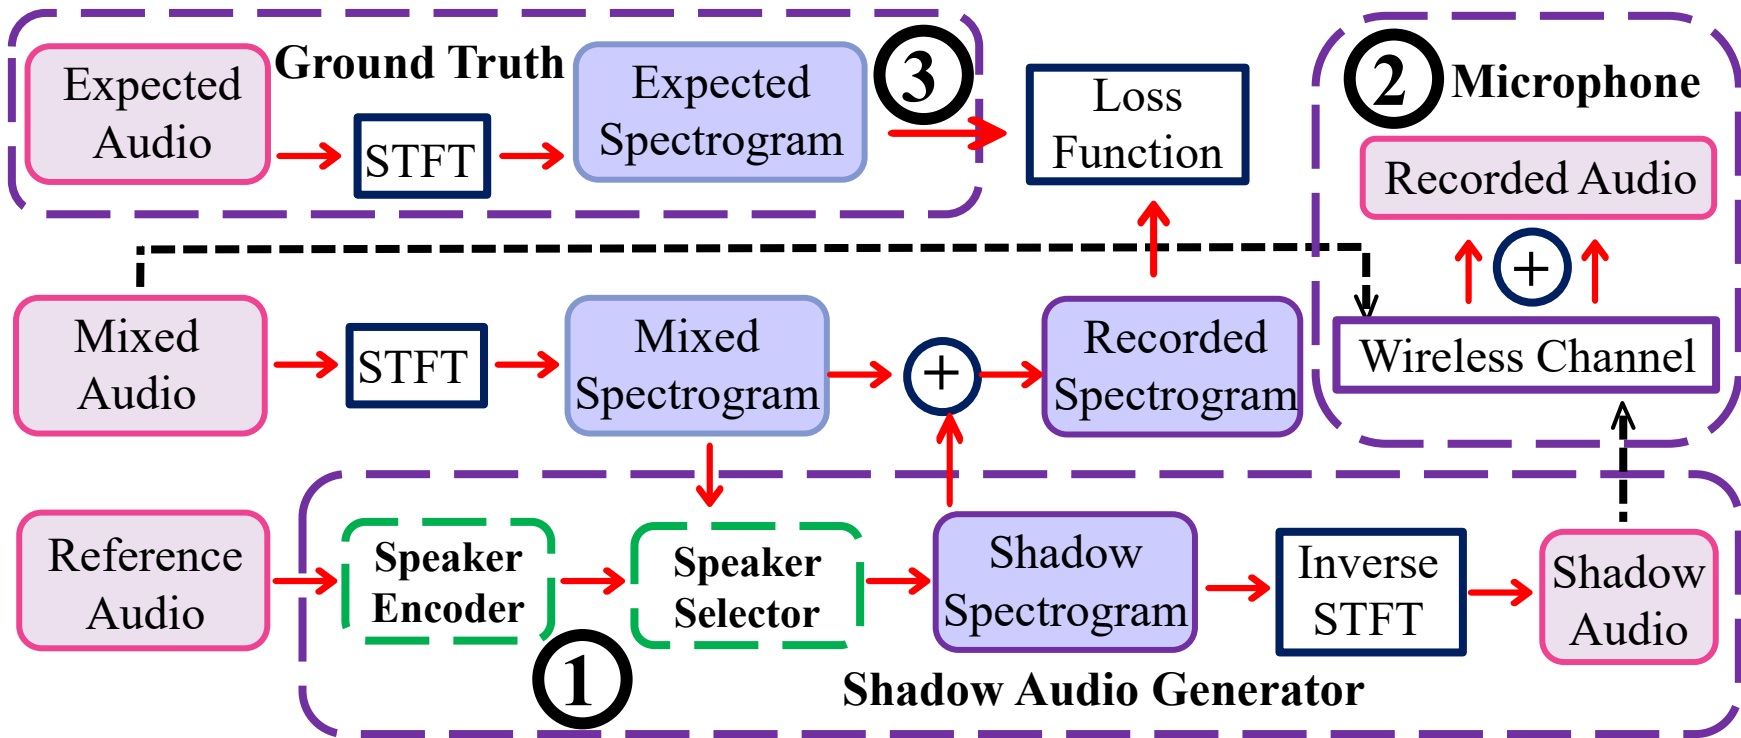 Ground Truth
Expected
Audio
STFT
Expected
Spectrogram
3
Loss
Function
2
Microphone
Recorded Audio
+
Wireless Channel
Mixed
Audio
STFT
Mixed
Spectrogram
+
Recorded
Spectrogram
Reference
Audio
Speaker
Encoder
1
Speaker
Selector
Shadow
Spectrogram
Inverse
STFT
Shadow
Audio
Shadow Audio Generator